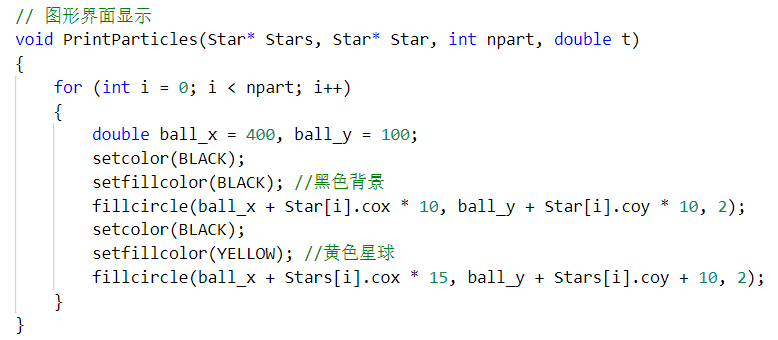 // 图形界面显示
void PrintParticles(Star* Stars, Star* Star, int npart, double t)
{
    for (int i = 0; i < npart; i++)
    {
        double ball_x = 400, ball_y = 100;
        setcolor(BLACK);
        setfillcolor(BLACK); //黑色背景
        fillcircle(ball_x + Star[i].cox * 10, ball_y + Star[i].coy * 10, 2);
        setcolor(BLACK);
        setfillcolor(YELLOW); //黄色星球
        fillcircle(ball_x + Stars[i].cox * 15, ball_y + Stars[i].coy + 10, 2);
    }
}